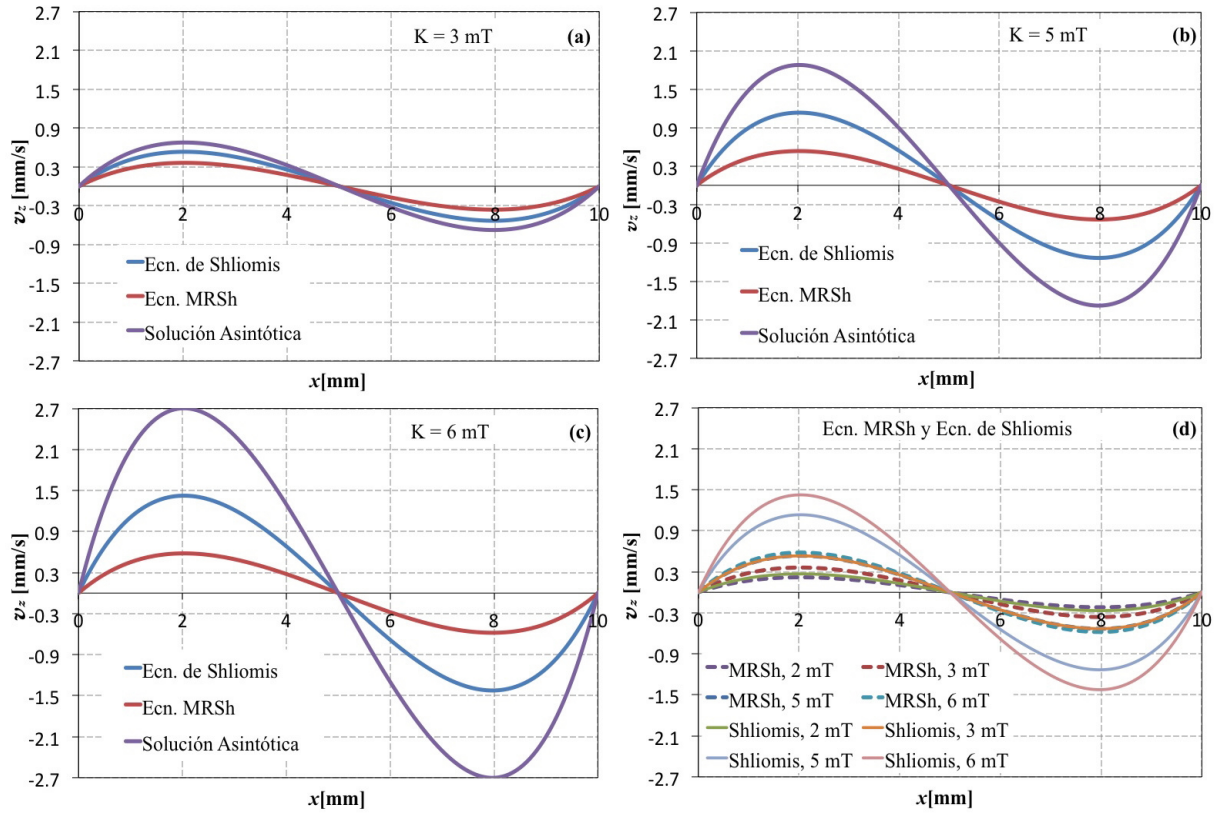 K = 3 mT (a)
2.7
2.1
1.5
0.9
0.3
-0.3
-0.9
-1.5
-2.1
-2.7
v_z [mm/s]
0 2 4 6 8 10
Ecn. de Shliomis
Ecn. MRSh
Solución Asintótica
x[mm]
K = 5 mT (b)
2.7
2.1
1.5
0.9
0.3
-0.3
-0.9
-1.5
-2.1
-2.7
v_z [mm/s]
0 2 4 6 8 10
Ecn. de Shliomis
Ecn. MRSh
Solución Asintótica
x[mm]
K = 6 mT (c)
2.7
2.1
1.5
0.9
0.3
-0.3
-0.9
-1.5
-2.1
-2.7
v_z [mm/s]
0 2 4 6 8 10
Ecn. de Shliomis
Ecn. MRSh
Solución Asintótica
x[mm]
Ecn. MRSh y Ecn. de Shliomis (d)
2.7
2.1
1.5
0.9
0.3
-0.3
-0.9
-1.5
-2.1
-2.7
v_z [mm/s]
0 2 4 6 8 10
MRSh, 2 mT MRSh, 3 mT
MRSh, 5 mT MRSh, 6 mT
Shliomis, 2 mT Shliomis, 3 mT
Shliomis, 5 mT Shliomis, 6 mT
x[mm]